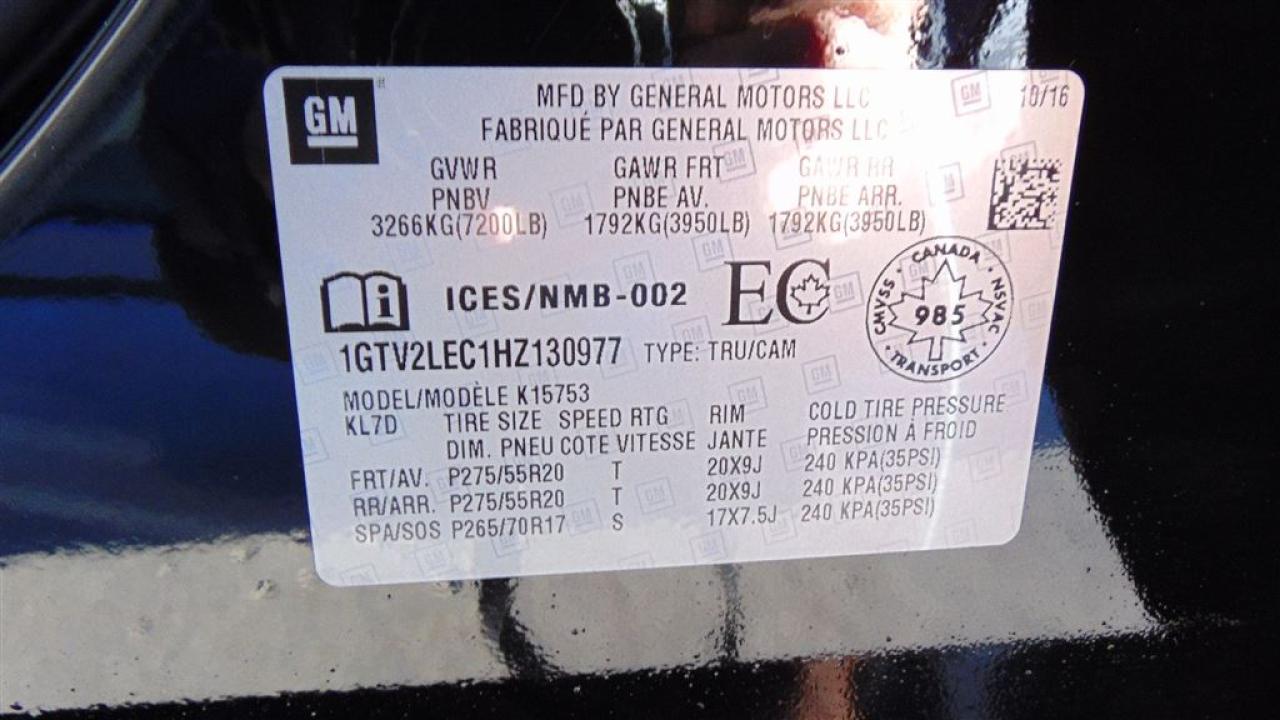 GM
MFD BY GENERAL MOTORS LLC 10/16
FABRIQUÉ PAR GENERAL MOTORS LLC
GVWR GAWR FRT GAWR RR
PNBV PNBE AV. PNBE ARR.
3266KG(7200LB) 1792KG(3950LB) 1792KG(3950LB)
i ICES/NMB-002 EC
CANADA · NSVAC · TRANSPORT · CMVSS ·
985
1GTV2LEC1HZ130977 TYPE: TRU/CAM
MODEL/MODÈLE K15753
KL7D TIRE SIZE SPEED RTG RIM COLD TIRE PRESSURE
DIM. PNEU COTE VITESSE JANTE PRESSION À FROID
FRT/AV. P275/55R20 T 20X9J 240 KPA(35PSI)
RR/ARR. P275/55R20 T 20X9J 240 KPA(35PSI)
SPA/SOS P265/70R17 S 17X7.5J 240 KPA(35PSI)